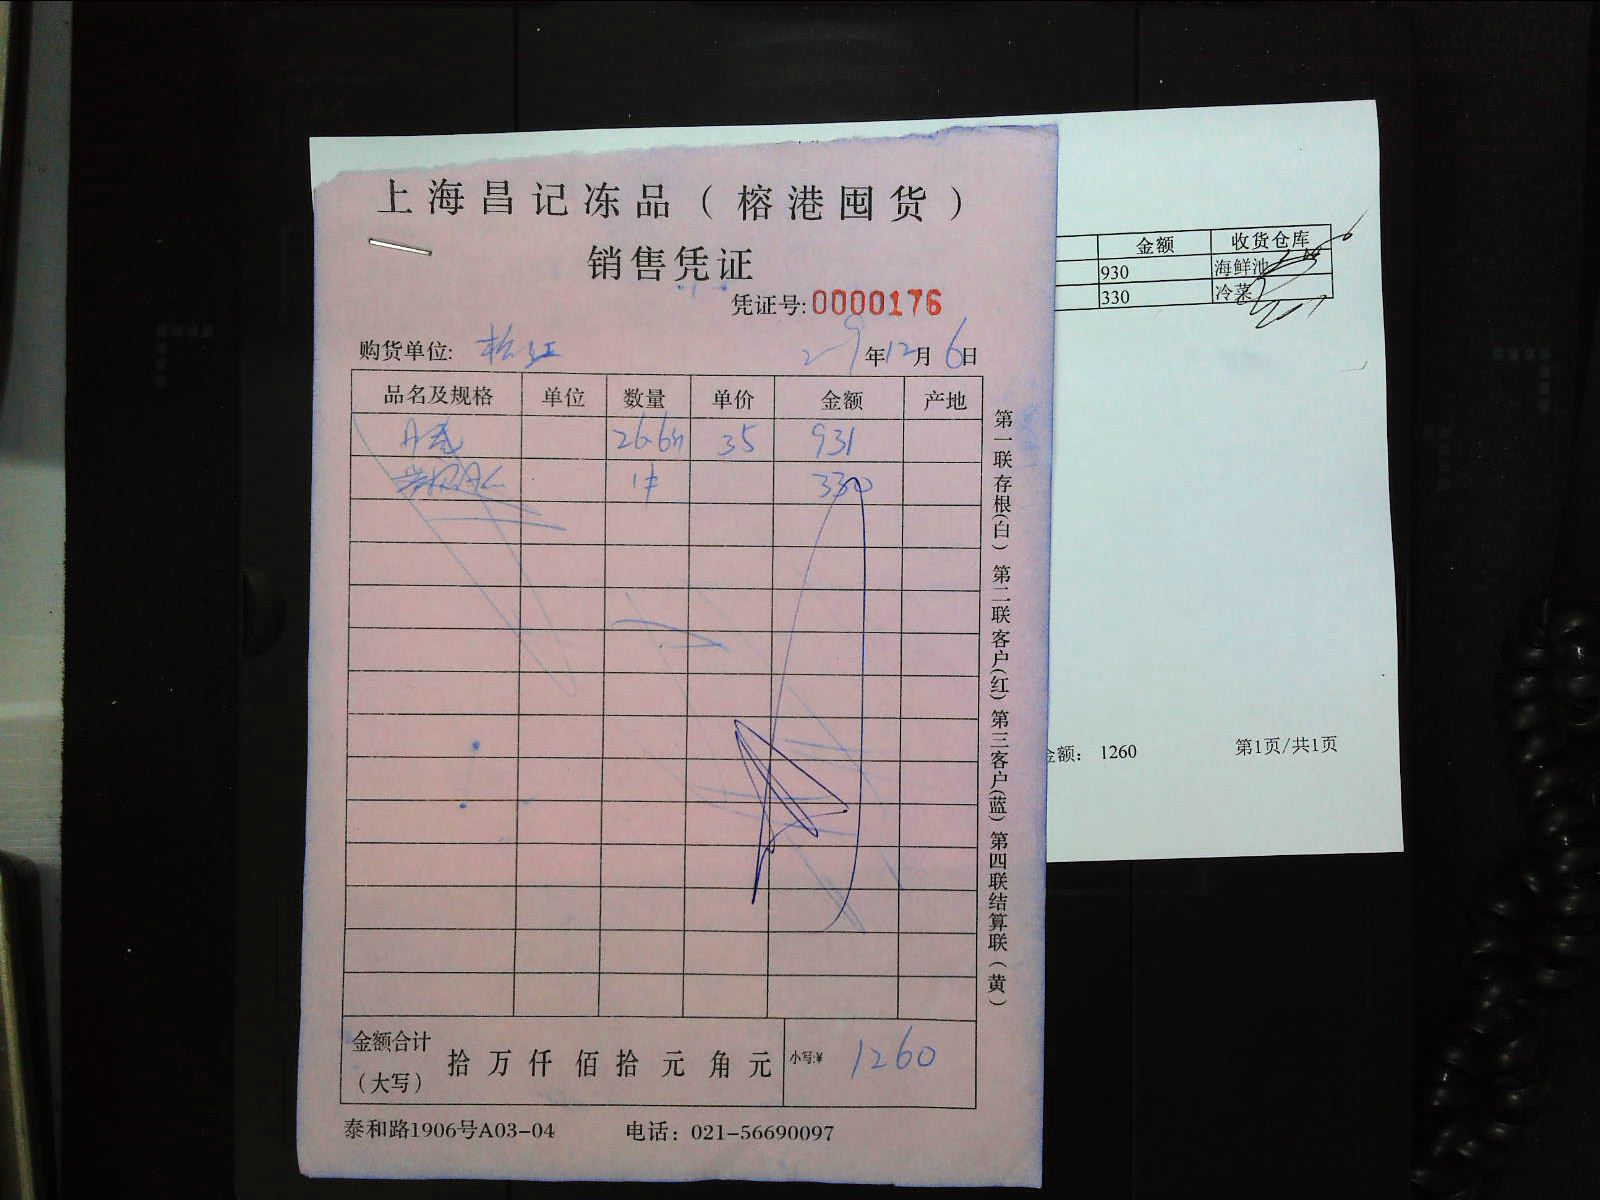 上海昌记冻品（榕港囤货）
销售凭证
凭证号:0000176
购货单位: 松江 年12月6日
品名及规格 单位 数量 单价 金额 产地
35 931
330
金额合计（大写） 拾 万 仟 佰 拾 元 角 元 小写:¥ 1260
泰和路1906号A03-04 电话：021-56690097
第一联存根(白) 第二联客户(红) 第三客户(蓝) 第四联结算联(黄)
金额 收货仓库
930 海鲜池
330 冷菜
金额： 1260 第1页/共1页